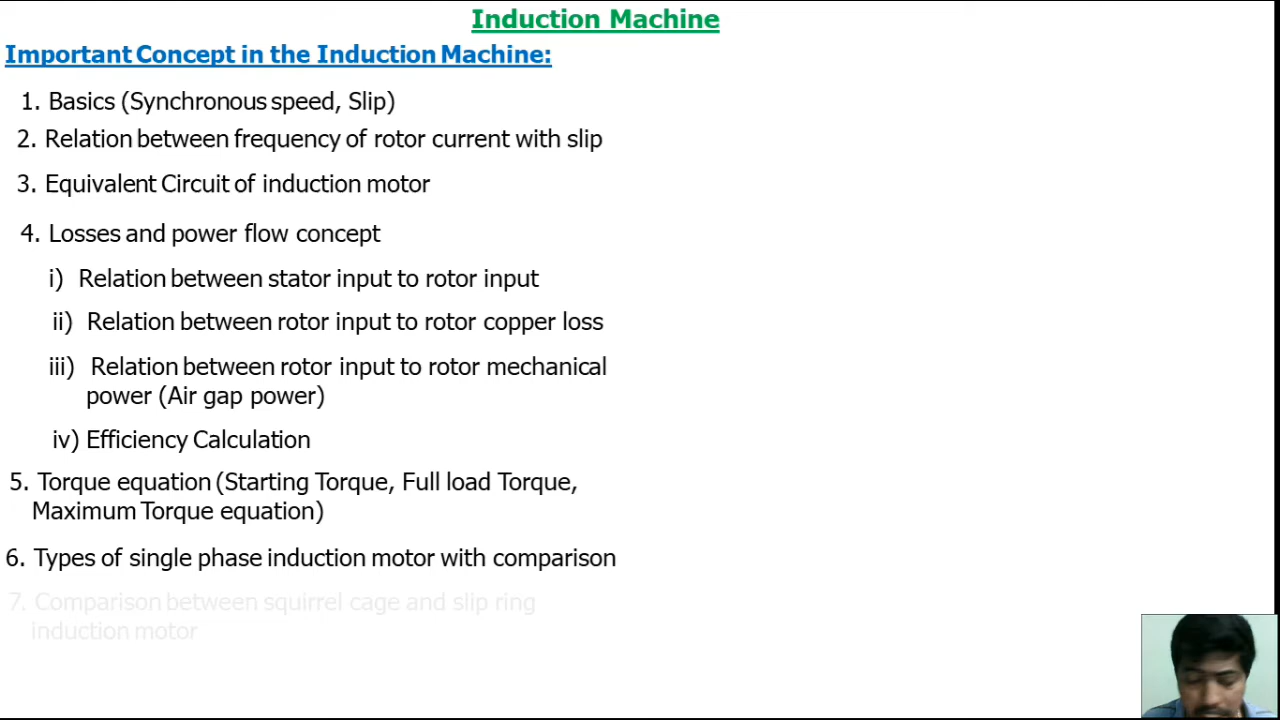 Induction Machine
Important Concept in the Induction Machine:
1. Basics (Synchronous speed, Slip)
2. Relation between frequency of rotor current with slip
3. Equivalent Circuit of induction motor
4. Losses and power flow concept
i) Relation between stator input to rotor input
ii) Relation between rotor input to rotor copper loss
iii) Relation between rotor input to rotor mechanical
power (Air gap power)
iv) Efficiency Calculation
5. Torque equation (Starting Torque, Full load Torque,
Maximum Torque equation)
6. Types of single phase induction motor with comparison
7. Comparison between squirrel cage and slip ring
induction motor